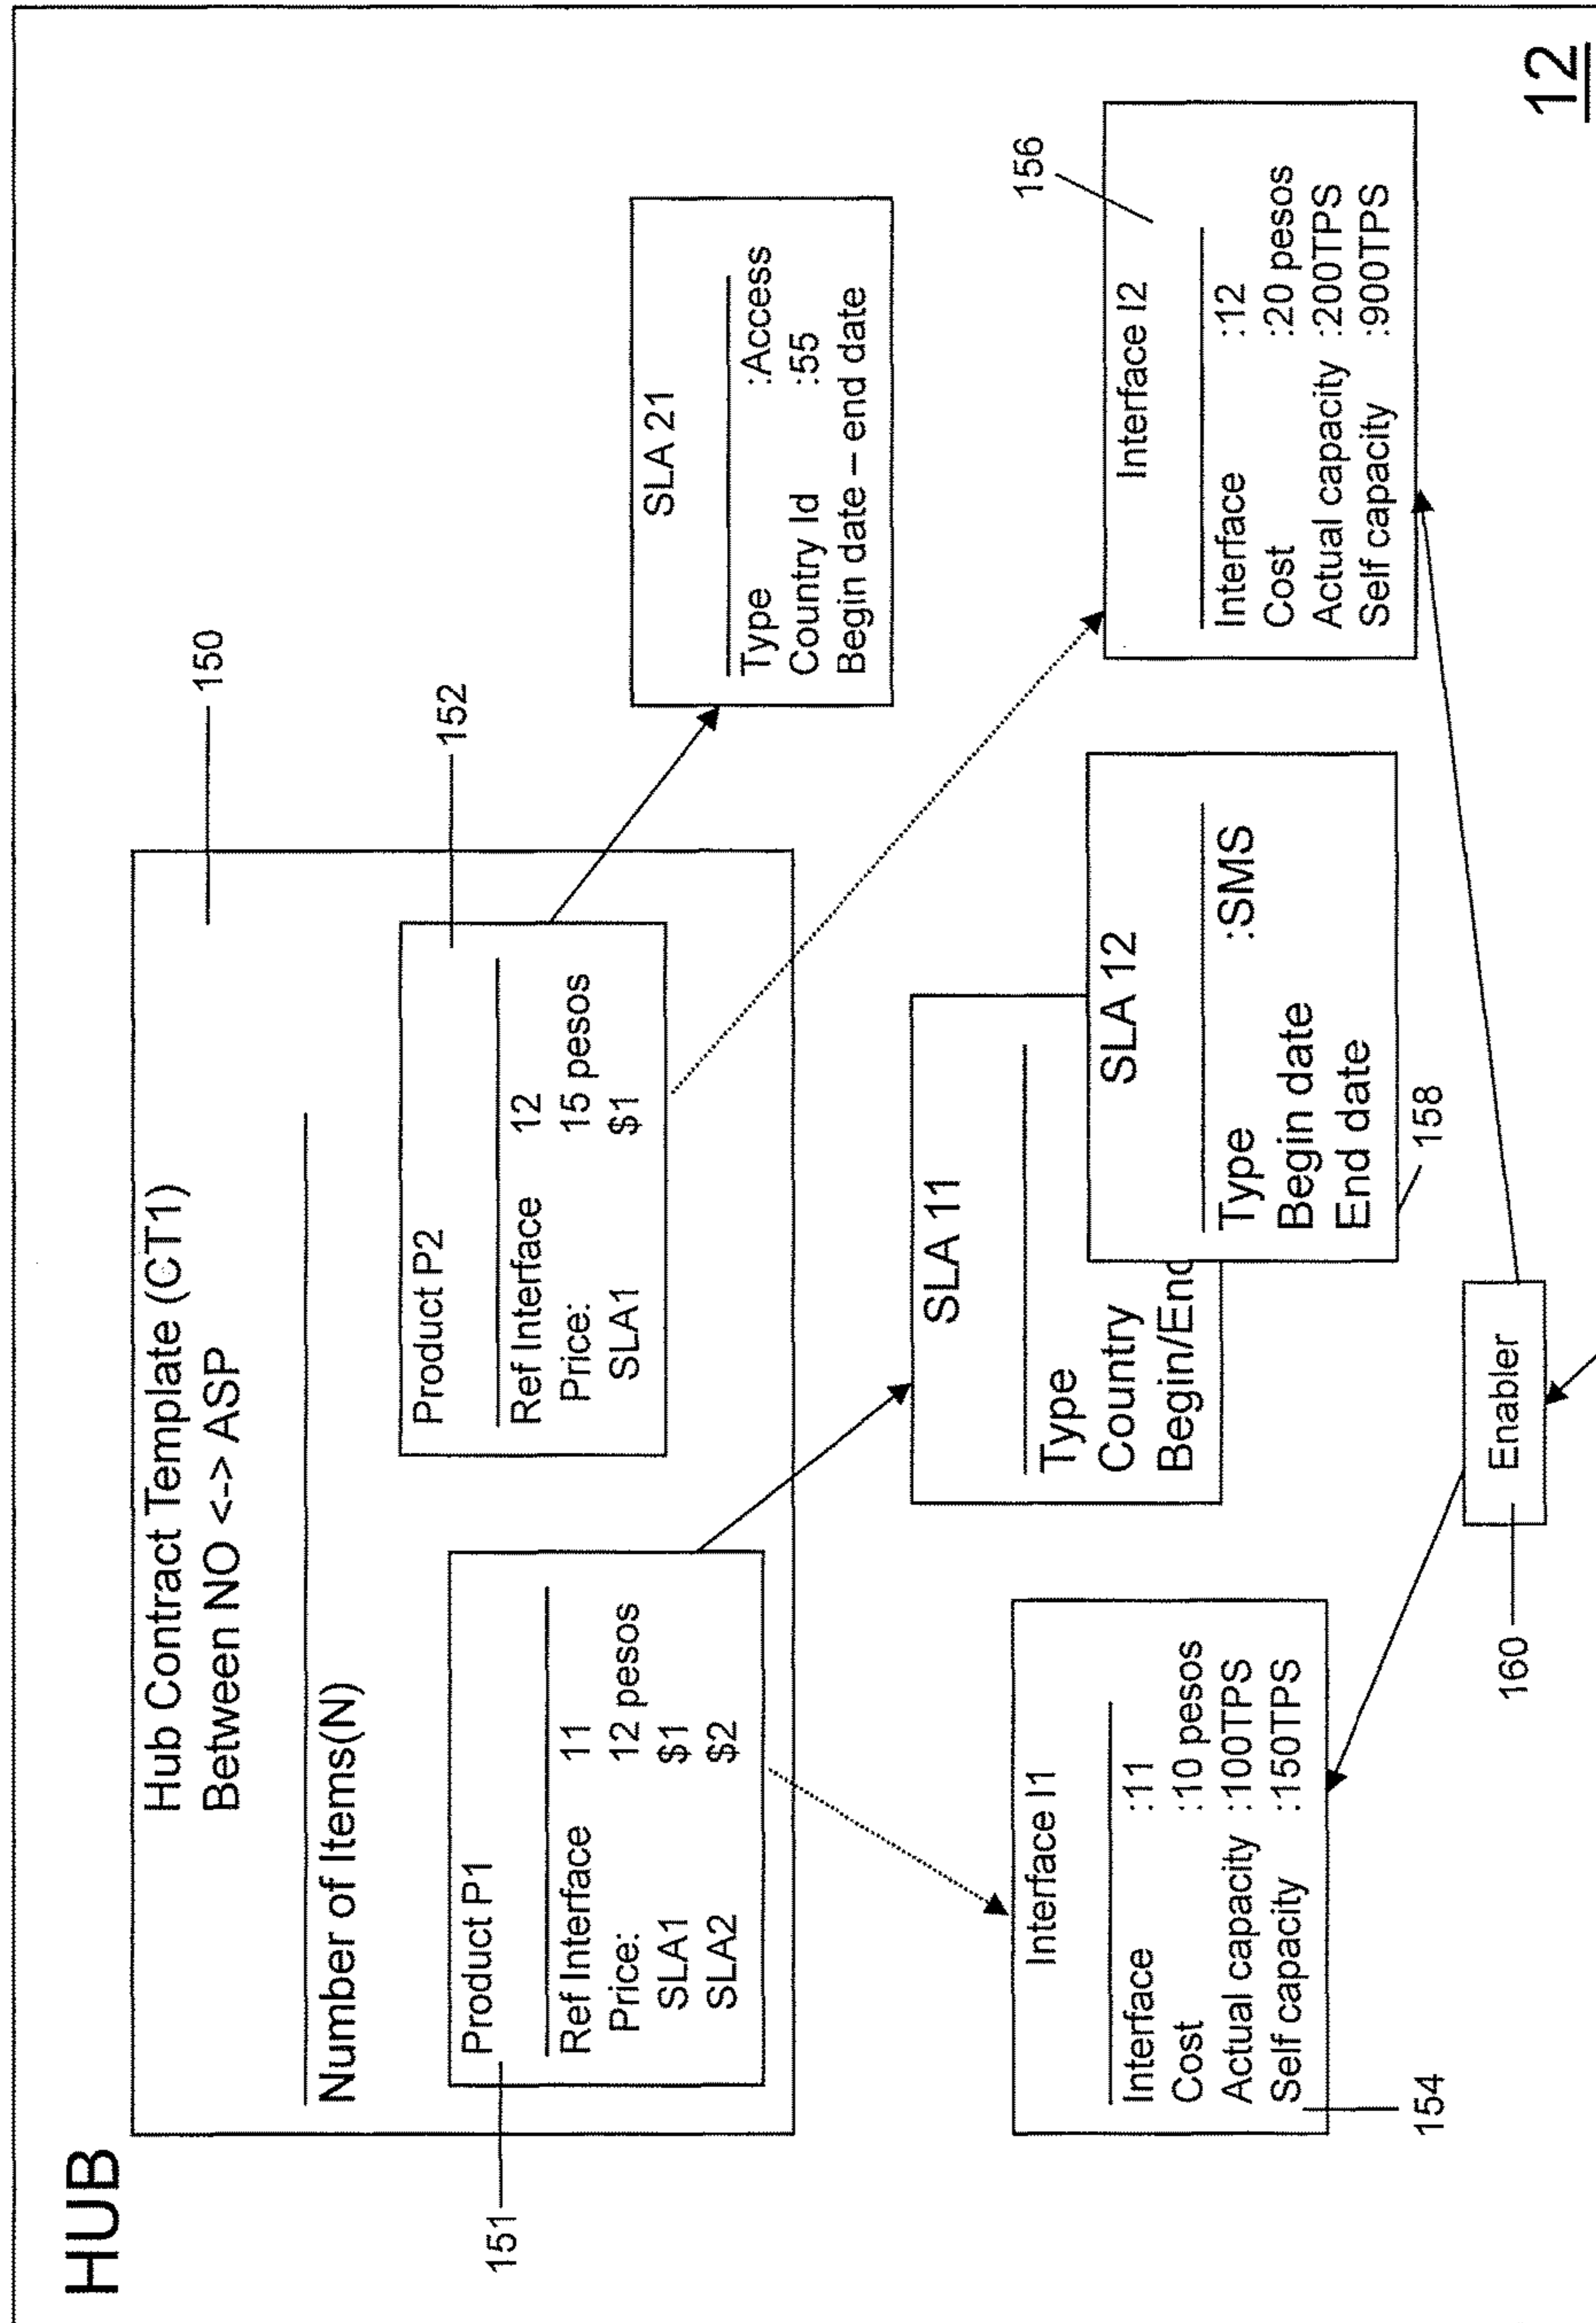 HUB
Hub Contract Template (CT1)
Between NO <-> ASP
150
Number of Items(N)
Product P1
Ref Interface 11
Price: 12 pesos
SLA1 $1
SLA2 $2
151
Product P2
Ref Interface 12
Price: 15 pesos
SLA1 $1
152
SLA 21
Type :Access
Country Id :55
Begin date – end date
SLA 11
Type
Country
Begin/End
SLA 12
Type :SMS
Begin date
End date
158
Interface I1
Interface :11
Cost :10 pesos
Actual capacity :100TPS
Self capacity :150TPS
154
Interface I2
Interface :12
Cost :20 pesos
Actual capacity :200TPS
Self capacity :900TPS
156
Enabler
160
12